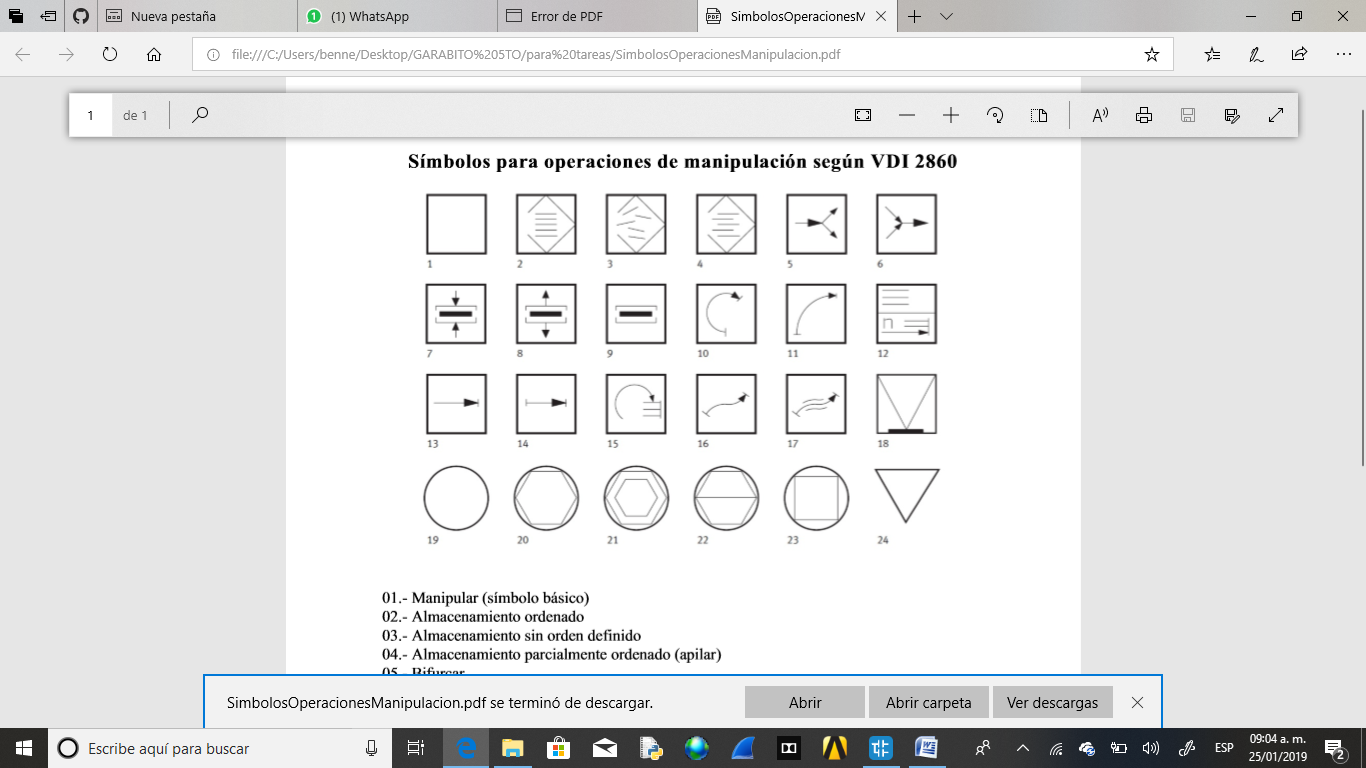 Nueva pestaña
(1) WhatsApp
Error de PDF
SimbolosOperacionesM
file:///C:/Users/benne/Desktop/GARABITO%205TO/para%20tareas/SimbolosOperacionesManipulacion.pdf
1 de 1
Símbolos para operaciones de manipulación según VDI 2860
1 2 3 4 5 6
7 8 9 10 11 12
n
13 14 15 16 17 18
19 20 21 22 23 24
01.- Manipular (símbolo básico)
02.- Almacenamiento ordenado
03.- Almacenamiento sin orden definido
04.- Almacenamiento parcialmente ordenado (apilar)
05.- Bifurcar
SimbolosOperacionesManipulacion.pdf se terminó de descargar.
Abrir
Abrir carpeta
Ver descargas
Escribe aquí para buscar
ESP
09:04 a. m.
25/01/2019
2